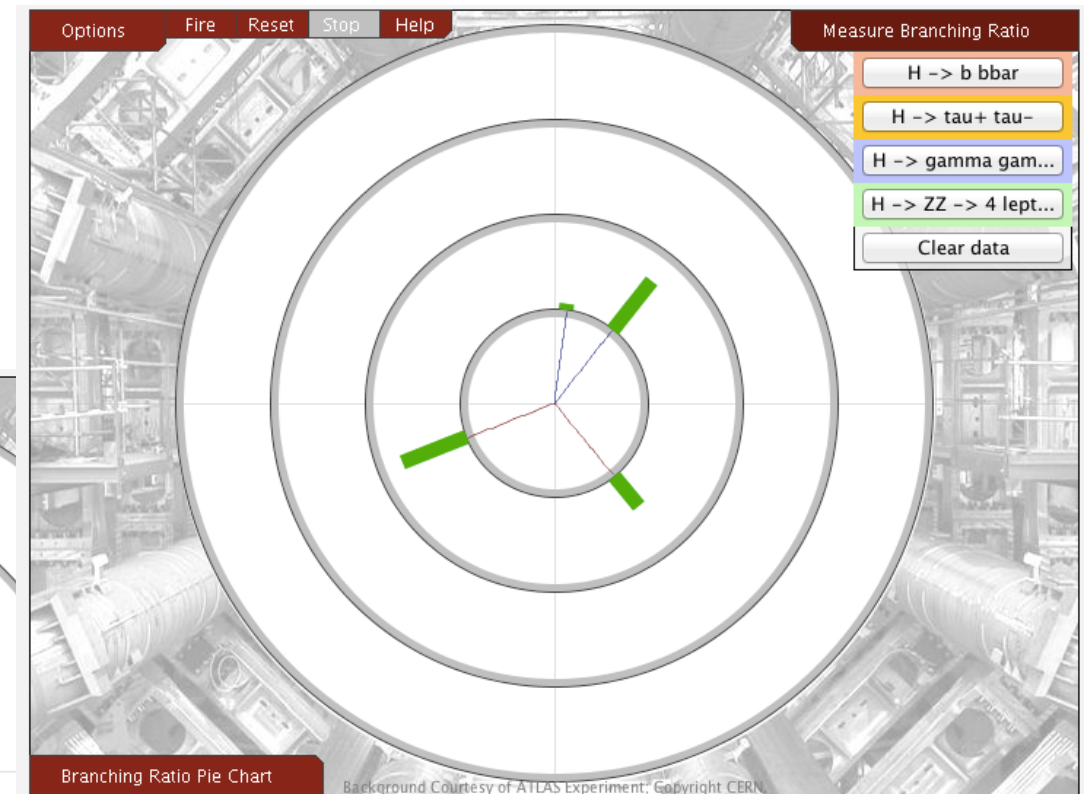 Options
Fire
Reset
Stop
Help
Measure Branching Ratio
H -> b bbar
H -> tau+ tau-
H -> gamma gam...
H -> ZZ -> 4 lept...
Clear data
Branching Ratio Pie Chart
Background Courtesy of ATLAS Experiment; Copyright CERN.